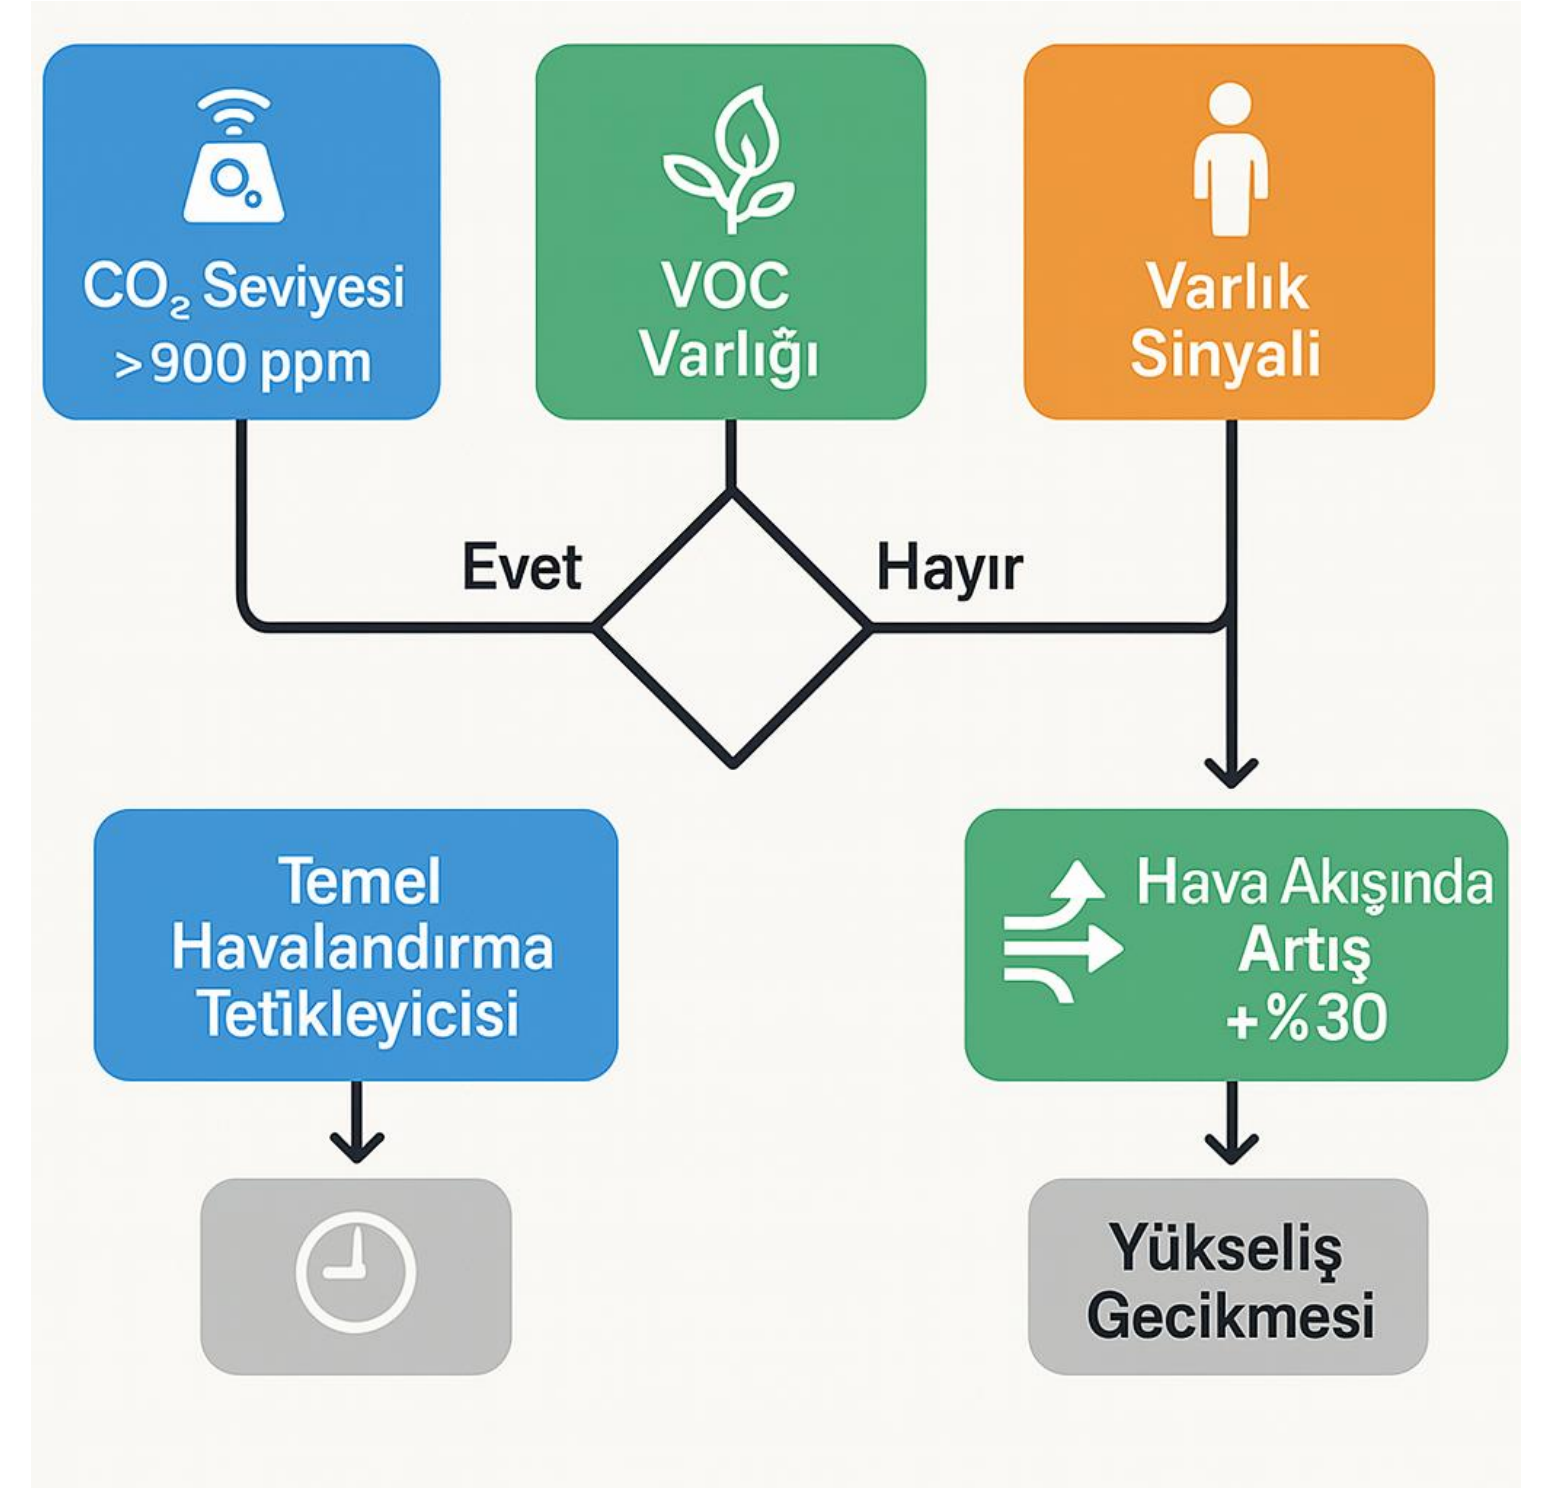 CO₂ Seviyesi
>900 ppm
VOC
Varlığı
Varlık
Sinyali
Evet
Hayır
Temel
Havalandırma
Tetikleyicisi
Hava Akışında
Artış
+%30
Yükseliş
Gecikmesi